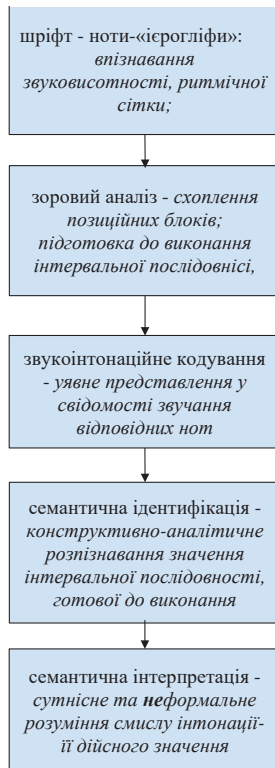 шріфт - ноти-«ієрогліфи»:
впізнавання
звуковисотності, ритмічної
сітки;
зоровий аналіз - схоплення
позиційних блоків;
підготовка до виконання
інтервальної послідовнісі,
звукоінтонаційне кодування
- уявне представлення у
свідомості звучання
відповідних нот
семантична ідентифікація -
конструктивно-аналітичне
розпізнавання значення
інтервальної послідовності,
готової до виконання
семантична інтерпретація -
сутнісне та неформальне
розуміння смислу інтонації-
її дійсного значення